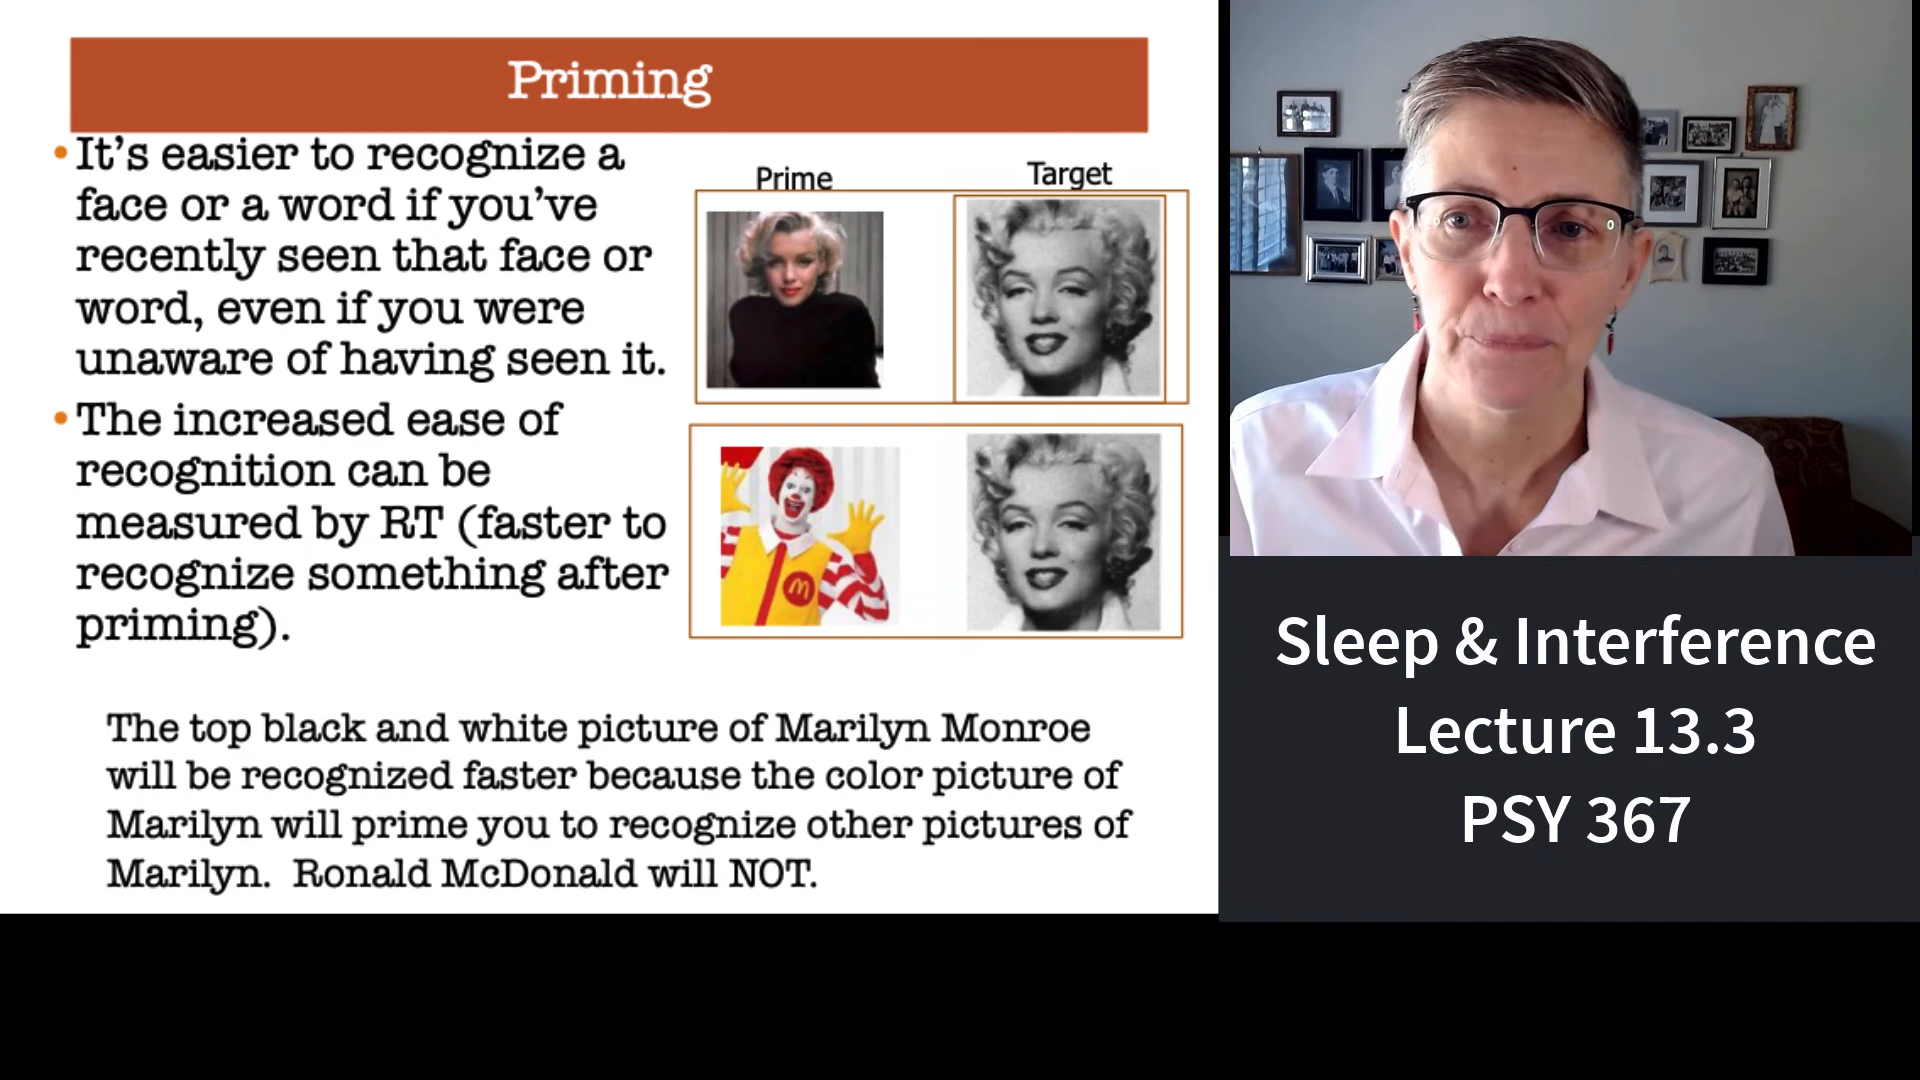 Priming
• It's easier to recognize a
face or a word if you've
recently seen that face or
word, even if you were
unaware of having seen it.
• The increased ease of
recognition can be
measured by RT (faster to
recognize something after
priming).
Prime
Target
The top black and white picture of Marilyn Monroe
will be recognized faster because the color picture of
Marilyn will prime you to recognize other pictures of
Marilyn.  Ronald McDonald will NOT.
Sleep & Interference
Lecture 13.3
PSY 367